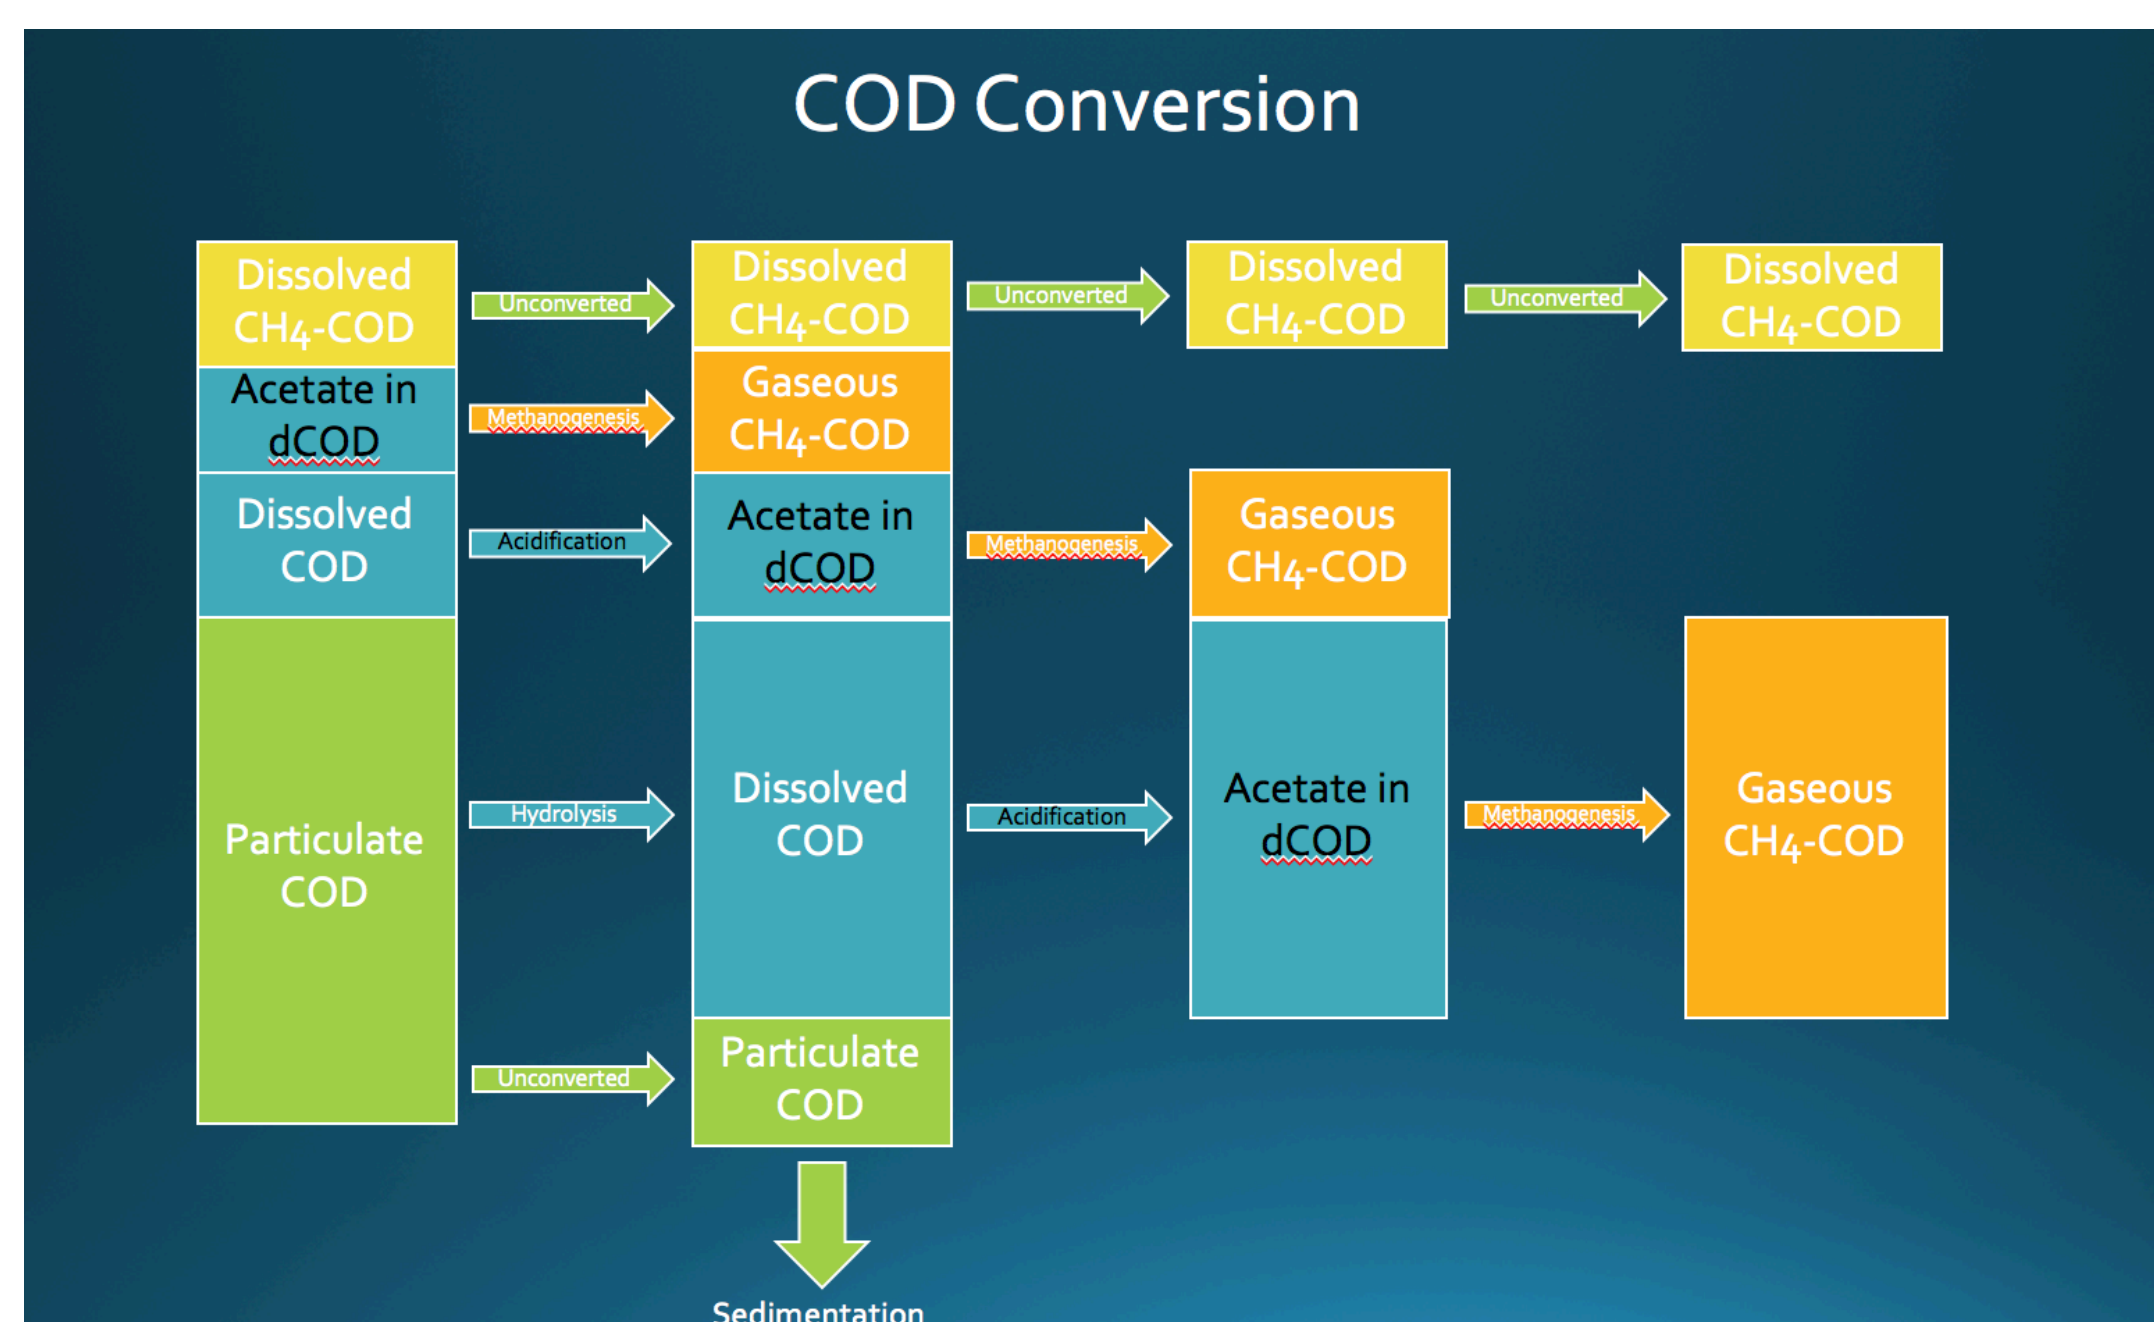 COD Conversion
Dissolved
CH4-COD
Unconverted
Dissolved
CH4-COD
Unconverted
Dissolved
CH4-COD
Unconverted
Dissolved
CH4-COD
Acetate in
dCOD
Methanogenesis
Gaseous
CH4-COD
Dissolved
COD
Acidification
Acetate in
dCOD
Methanogenesis
Gaseous
CH4-COD
Particulate
COD
Hydrolysis
Dissolved
COD
Acidification
Acetate in
dCOD
Methanogenesis
Gaseous
CH4-COD
Unconverted
Particulate
COD
Sedimentation